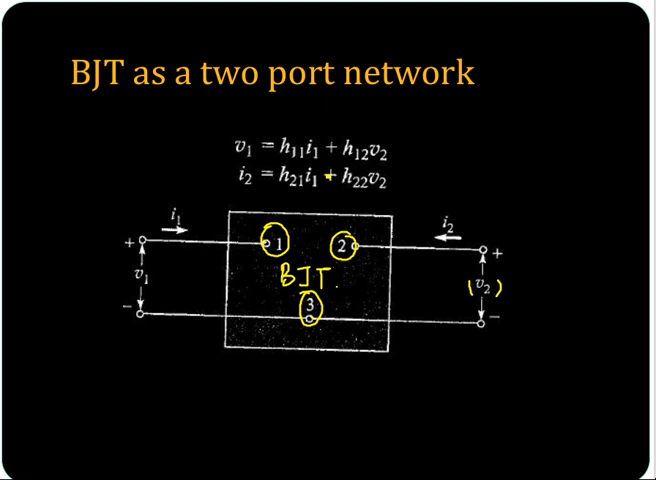 BJT as a two port network
v₁ = h₁₁i₁ + h₁₂v₂
i₂ = h₂₁i₁ + h₂₂v₂
i₁
i₂
+ 1 2 +
v₁ BJT. (v₂)
3
- -